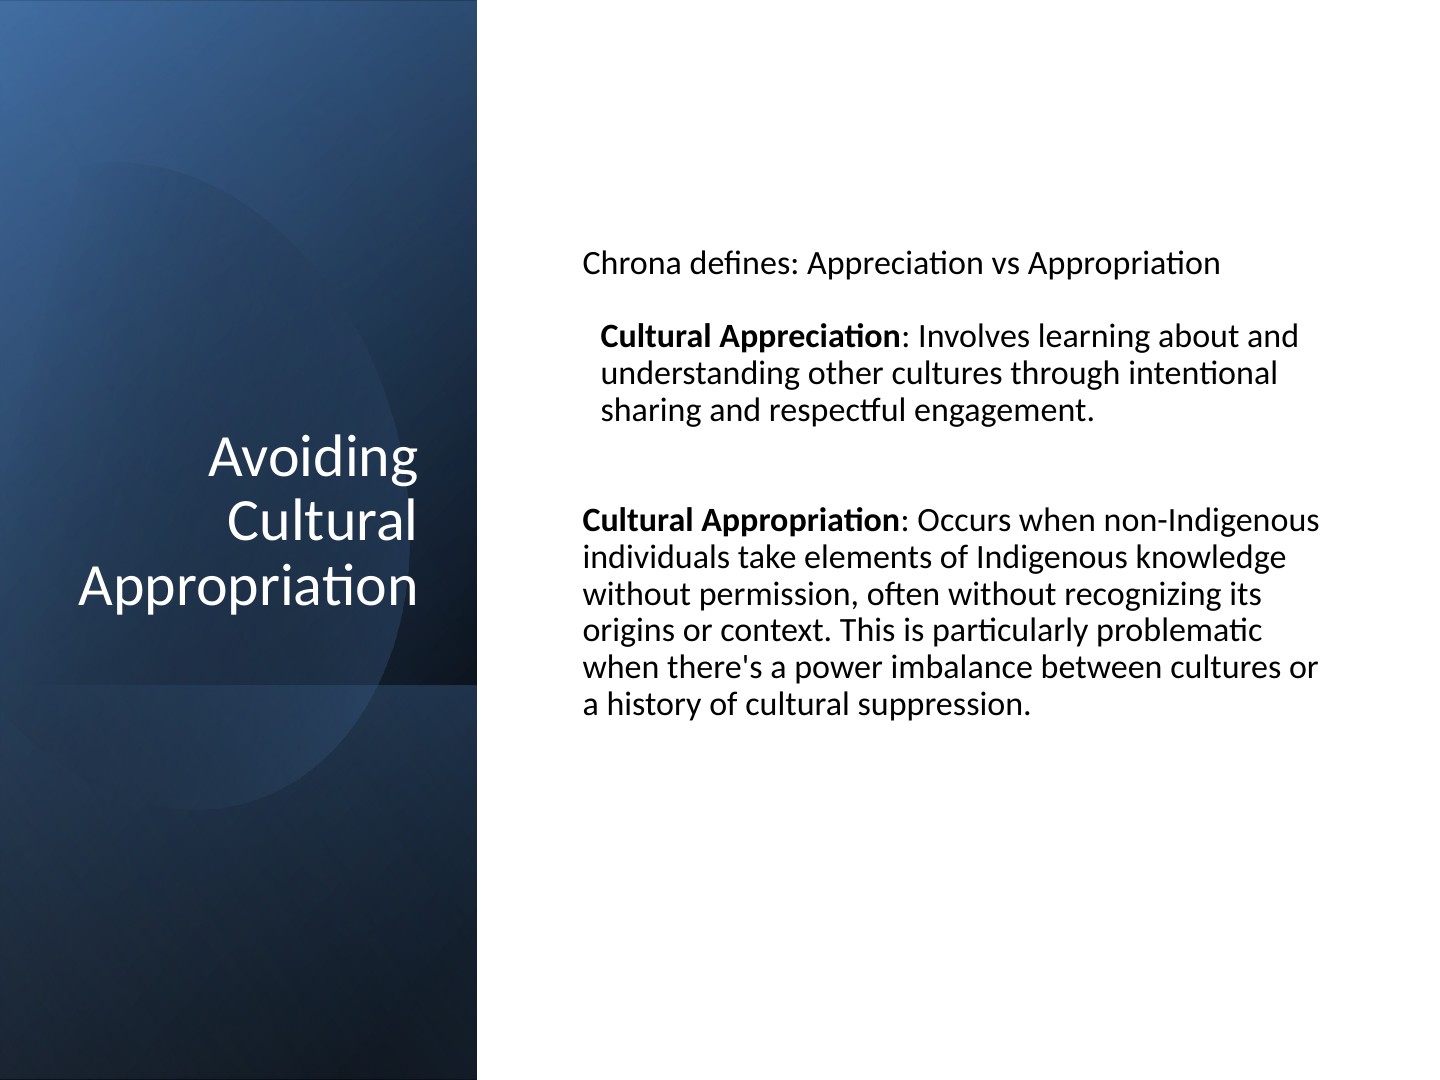 Avoiding
Cultural
Appropriation
Chrona defines: Appreciation vs Appropriation
Cultural Appreciation: Involves learning about and
understanding other cultures through intentional
sharing and respectful engagement.
Cultural Appropriation: Occurs when non-Indigenous
individuals take elements of Indigenous knowledge
without permission, often without recognizing its
origins or context. This is particularly problematic
when there's a power imbalance between cultures or
a history of cultural suppression.